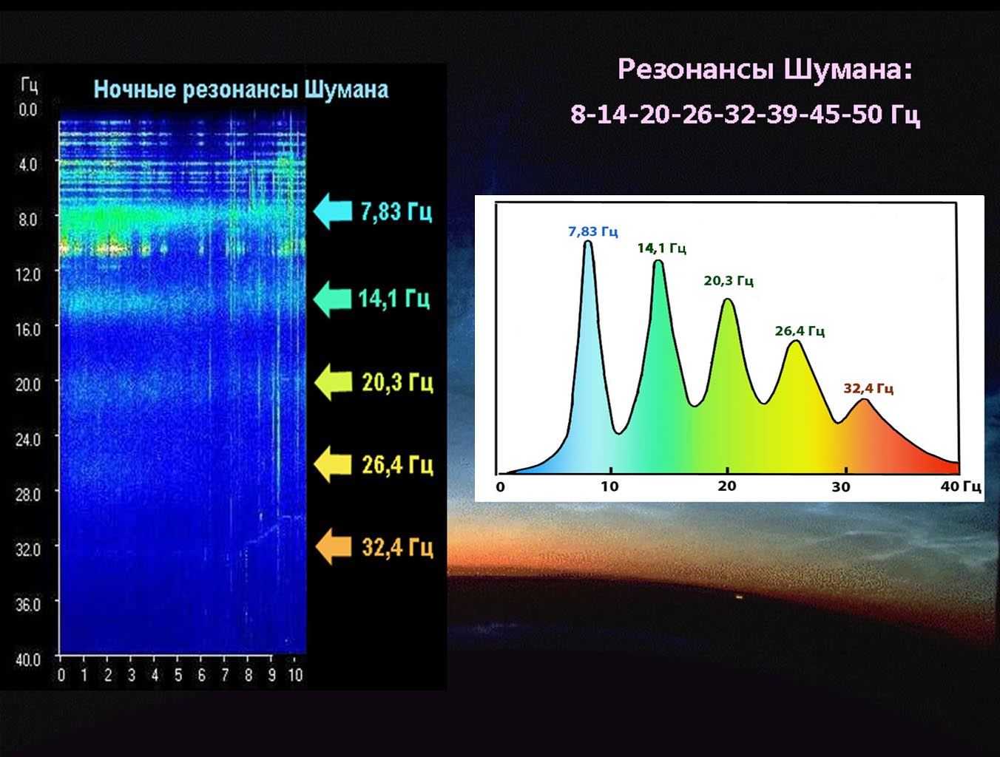 Гц
Ночные резонансы Шумана
0.0
4.0
8.0
12.0
16.0
20.0
24.0
28.0
32.0
36.0
40.0
0 1 2 3 4 5 6 7 8 9 10
7,83 Гц
14,1 Гц
20,3 Гц
26,4 Гц
32,4 Гц
Резонансы Шумана:
8-14-20-26-32-39-45-50 Гц
7,83 Гц
14,1 Гц
20,3 Гц
26,4 Гц
32,4 Гц
0 10 20 30 40 Гц